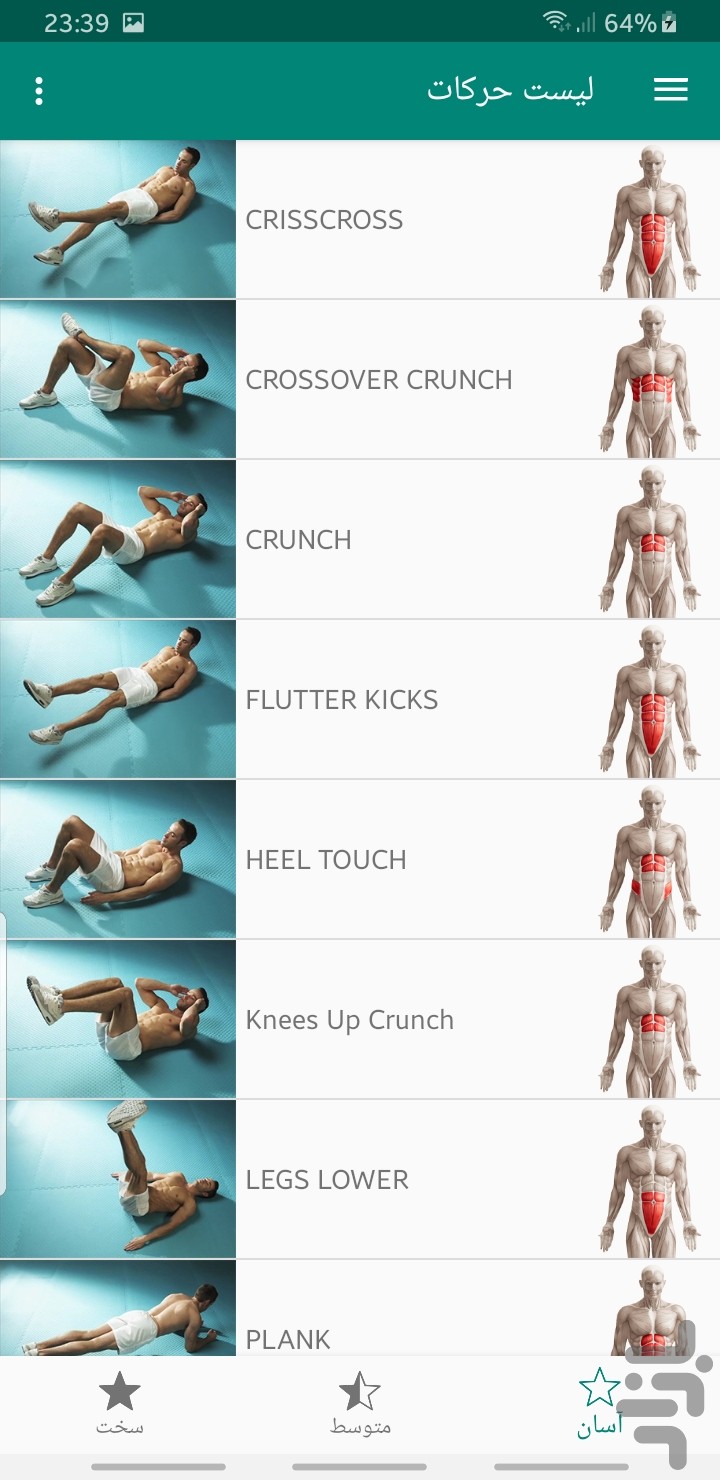 23:39
64%
لیست حرکات
CRISSCROSS
CROSSOVER CRUNCH
CRUNCH
FLUTTER KICKS
HEEL TOUCH
Knees Up Crunch
LEGS LOWER
PLANK
آسان
متوسط
سخت